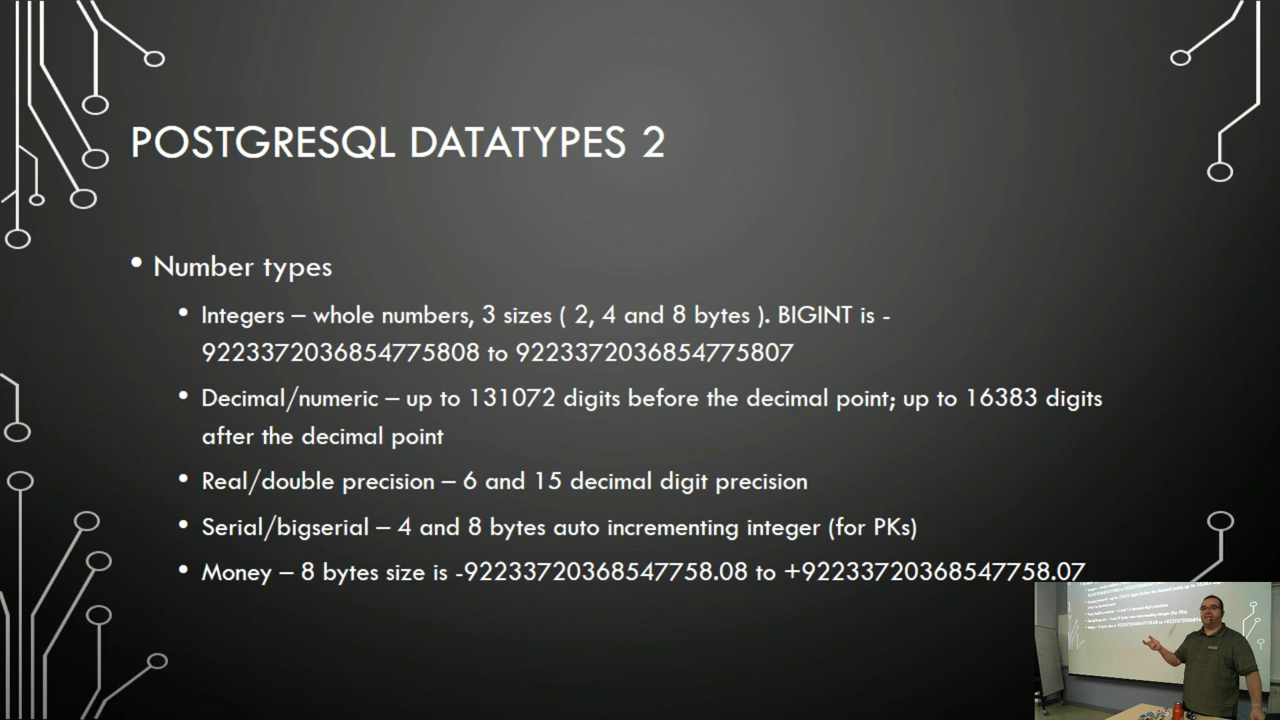 POSTGRESQL DATATYPES 2
• Number types
• Integers – whole numbers, 3 sizes ( 2, 4 and 8 bytes ). BIGINT is -
9223372036854775808 to 9223372036854775807
• Decimal/numeric – up to 131072 digits before the decimal point; up to 16383 digits
after the decimal point
• Real/double precision – 6 and 15 decimal digit precision
• Serial/bigserial – 4 and 8 bytes auto incrementing integer (for PKs)
• Money – 8 bytes size is -92233720368547758.08 to +92233720368547758.07